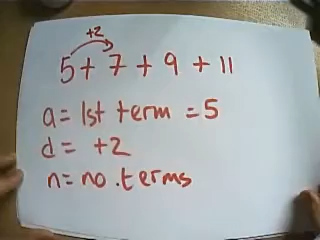 +2
5 + 7 + 9 + 11
a = 1st term = 5
d = +2
n = no. terms